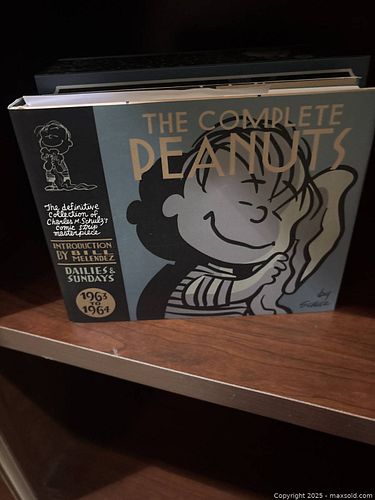 THE COMPLETE
PEANUTS
The definitive
collection of
Charles M. Schulz's
comic strip
masterpiece
INTRODUCTION
BY BILL
MELENDEZ
DAILIES &
SUNDAYS
1963
TO
1964
by
SCHULZ
Copyright 2025 - maxsold.com